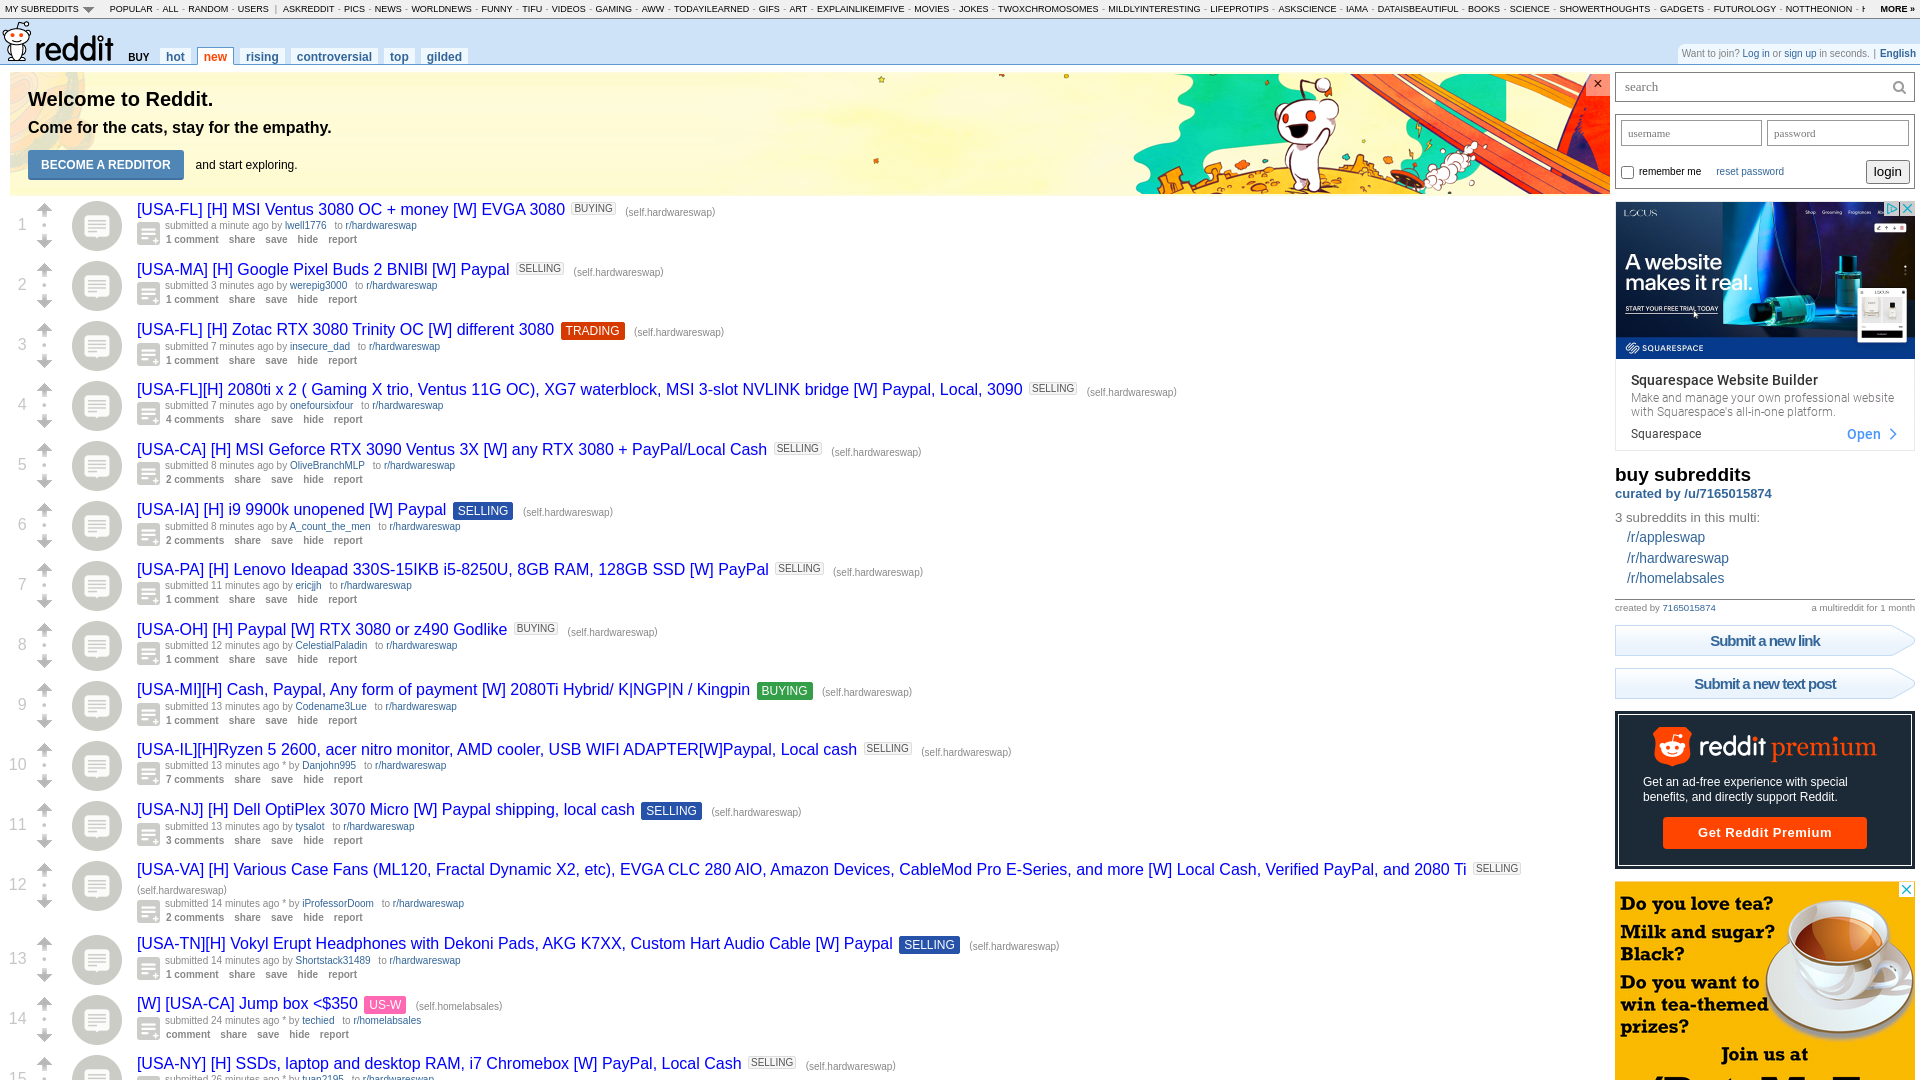 MY SUBREDDITS POPULAR - ALL - RANDOM - USERS | ASKREDDIT - PICS - NEWS - WORLDNEWS - FUNNY - TIFU - VIDEOS - GAMING - AWW - TODAYILEARNED - GIFS - ART - EXPLAINLIKEIMFIVE - MOVIES - JOKES - TWOXCHROMOSOMES - MILDLYINTERESTING - LIFEPROTIPS - ASKSCIENCE - IAMA - DATAISBEAUTIFUL - BOOKS - SCIENCE - SHOWERTHOUGHTS - GADGETS - FUTUROLOGY - NOTTHEONION - MORE »
reddit BUY hot new rising controversial top gilded
Want to join? Log in or sign up in seconds. | English
Welcome to Reddit.
Come for the cats, stay for the empathy.
BECOME A REDDITOR and start exploring.
×
1
[USA-FL] [H] MSI Ventus 3080 OC + money [W] EVGA 3080 BUYING (self.hardwareswap)
submitted a minute ago by lwell1776 to r/hardwareswap
1 comment share save hide report
2
[USA-MA] [H] Google Pixel Buds 2 BNIBl [W] Paypal SELLING (self.hardwareswap)
submitted 3 minutes ago by werepig3000 to r/hardwareswap
1 comment share save hide report
3
[USA-FL] [H] Zotac RTX 3080 Trinity OC [W] different 3080 TRADING (self.hardwareswap)
submitted 7 minutes ago by insecure_dad to r/hardwareswap
1 comment share save hide report
4
[USA-FL][H] 2080ti x 2 ( Gaming X trio, Ventus 11G OC), XG7 waterblock, MSI 3-slot NVLINK bridge [W] Paypal, Local, 3090 SELLING (self.hardwareswap)
submitted 7 minutes ago by onefoursixfour to r/hardwareswap
4 comments share save hide report
5
[USA-CA] [H] MSI Geforce RTX 3090 Ventus 3X [W] any RTX 3080 + PayPal/Local Cash SELLING (self.hardwareswap)
submitted 8 minutes ago by OliveBranchMLP to r/hardwareswap
2 comments share save hide report
6
[USA-IA] [H] i9 9900k unopened [W] Paypal SELLING (self.hardwareswap)
submitted 8 minutes ago by A_count_the_men to r/hardwareswap
2 comments share save hide report
7
[USA-PA] [H] Lenovo Ideapad 330S-15IKB i5-8250U, 8GB RAM, 128GB SSD [W] PayPal SELLING (self.hardwareswap)
submitted 11 minutes ago by ericjjh to r/hardwareswap
1 comment share save hide report
8
[USA-OH] [H] Paypal [W] RTX 3080 or z490 Godlike BUYING (self.hardwareswap)
submitted 12 minutes ago by CelestialPaladin to r/hardwareswap
1 comment share save hide report
9
[USA-MI][H] Cash, Paypal, Any form of payment [W] 2080Ti Hybrid/ K|NGP|N / Kingpin BUYING (self.hardwareswap)
submitted 13 minutes ago by Codename3Lue to r/hardwareswap
1 comment share save hide report
10
[USA-IL][H]Ryzen 5 2600, acer nitro monitor, AMD cooler, USB WIFI ADAPTER[W]Paypal, Local cash SELLING (self.hardwareswap)
submitted 13 minutes ago * by Danjohn995 to r/hardwareswap
7 comments share save hide report
11
[USA-NJ] [H] Dell OptiPlex 3070 Micro [W] Paypal shipping, local cash SELLING (self.hardwareswap)
submitted 13 minutes ago by tysalot to r/hardwareswap
3 comments share save hide report
12
[USA-VA] [H] Various Case Fans (ML120, Fractal Dynamic X2, etc), EVGA CLC 280 AIO, Amazon Devices, CableMod Pro E-Series, and more [W] Local Cash, Verified PayPal, and 2080 Ti SELLING
(self.hardwareswap)
submitted 14 minutes ago * by iProfessorDoom to r/hardwareswap
2 comments share save hide report
13
[USA-TN][H] Vokyl Erupt Headphones with Dekoni Pads, AKG K7XX, Custom Hart Audio Cable [W] Paypal SELLING (self.hardwareswap)
submitted 14 minutes ago by Shortstack31489 to r/hardwareswap
1 comment share save hide report
14
[W] [USA-CA] Jump box <$350 US-W (self.homelabsales)
submitted 24 minutes ago * by techied to r/homelabsales
comment share save hide report
15
[USA-NY] [H] SSDs, laptop and desktop RAM, i7 Chromebox [W] PayPal, Local Cash SELLING (self.hardwareswap)
submitted 26 minutes ago * by tuan2195 to r/hardwareswap
search
username password
remember me reset password login
LOCUS Shop Grooming Fragrances
A website
makes it real.
START YOUR FREE TRIAL TODAY
SQUARESPACE
Squarespace Website Builder
Make and manage your own professional website
with Squarespace's all-in-one platform.
Squarespace Open
buy subreddits
curated by /u/7165015874
3 subreddits in this multi:
/r/appleswap
/r/hardwareswap
/r/homelabsales
created by 7165015874 a multireddit for 1 month
Submit a new link
Submit a new text post
reddit premium
Get an ad-free experience with special
benefits, and directly support Reddit.
Get Reddit Premium
Do you love tea?
Milk and sugar?
Black?
Do you want to
win tea-themed
prizes?
Join us at